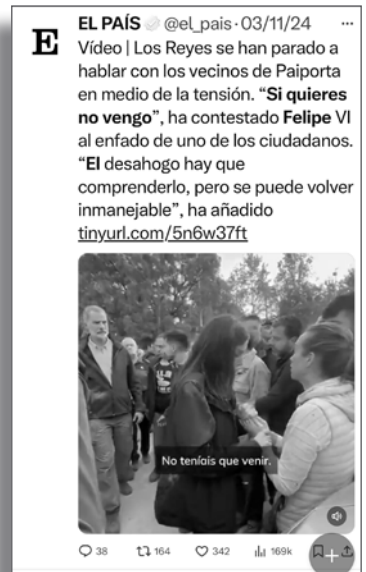 E
EL PAÍS @el_pais · 03/11/24 ···
Vídeo | Los Reyes se han parado a
hablar con los vecinos de Paiporta
en medio de la tensión. “Si quieres
no vengo”, ha contestado Felipe VI
al enfado de uno de los ciudadanos.
“El desahogo hay que
comprenderlo, pero se puede volver
inmanejable”, ha añadido
tinyurl.com/5n6w37ft
No teníais que venir.
38 164 342 169k